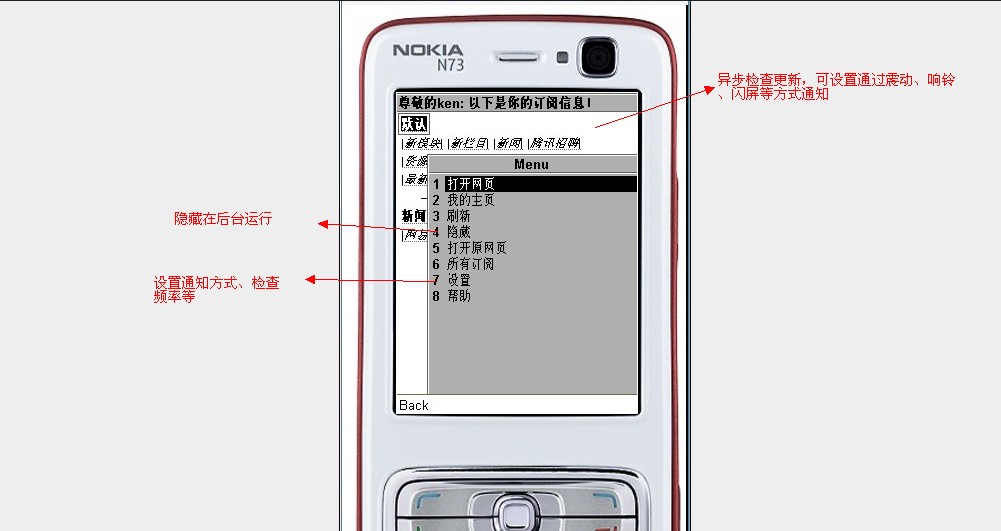 NOKIA
N73
异步检查更新，可设置通过震动、响铃
、闪屏等方式通知
尊敬的ken: 以下是你的订阅信息!
默认
|新模块| |新栏目| |新闻| |腾讯招聘|
|资源
|最新
Menu
1 打开网页
2 我的主页
3 刷新
4 隐藏
5 打开原网页
6 所有订阅
7 设置
8 帮助
新闻
|网易
隐藏在后台运行
设置通知方式、检查
频率等
Back